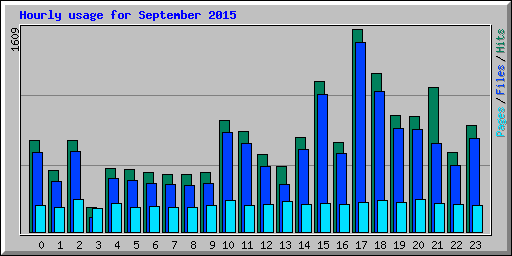 Hourly usage for September 2015
1609
Pages/Files/Hits
0 1 2 3 4 5 6 7 8 9 10 11 12 13 14 15 16 17 18 19 20 21 22 23